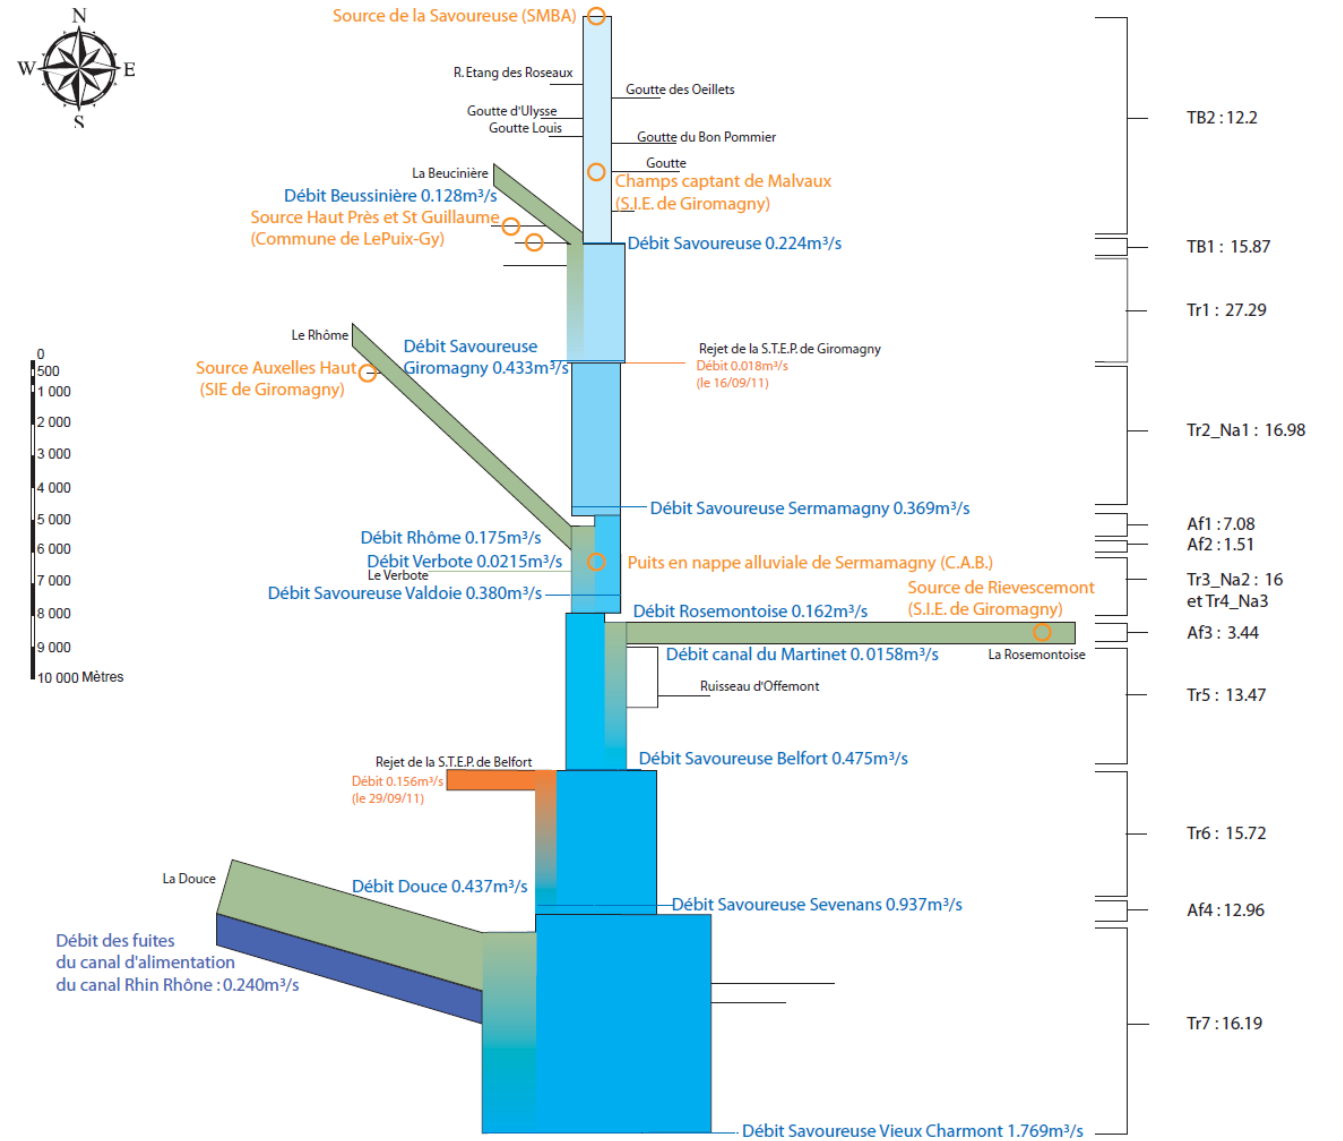 N
W
E
S
Source de la Savoureuse (SMBA)
R. Etang des Roseaux
Goutte des Oeillets
Goutte d'Ulysse
Goutte Louis
Goutte du Bon Pommier
Goutte
La Beucinière
Champs captant de Malvaux
(S.I.E. de Giromagny)
Débit Beussinière 0.128m³/s
Source Haut Près et St Guillaume
(Commune de LePuix-Gy)
Débit Savoureuse 0.224m³/s
TB2 : 12.2
TB1 : 15.87
Tr1 : 27.29
Le Rhôme
Débit Savoureuse
Giromagny 0.433m³/s
Rejet de la S.T.E.P. de Giromagny
Débit 0.018m³/s
(le 16/09/11)
Source Auxelles Haut
(SIE de Giromagny)
0
500
1 000
2 000
3 000
4 000
5 000
6 000
7 000
8 000
9 000
10 000 Mètres
Tr2_Na1 : 16.98
Débit Savoureuse Sermamagny 0.369m³/s
Af1 : 7.08
Af2 : 1.51
Débit Rhôme 0.175m³/s
Débit Verbote 0.0215m³/s
Le Verbote
Puits en nappe alluviale de Sermamagny (C.A.B.)
Débit Savoureuse Valdoie 0.380m³/s
Tr3_Na2 : 16
et Tr4_Na3
Source de Rievescemont
(S.I.E. de Giromagny)
Débit Rosemontoise 0.162m³/s
Af3 : 3.44
Débit canal du Martinet 0. 0158m³/s
La Rosemontoise
Ruisseau d'Offemont
Tr5 : 13.47
Débit Savoureuse Belfort 0.475m³/s
Rejet de la S.T.E.P. de Belfort
Débit 0.156m³/s
(le 29/09/11)
Tr6 : 15.72
La Douce
Débit Douce 0.437m³/s
Débit Savoureuse Sevenans 0.937m³/s
Af4 : 12.96
Débit des fuites
du canal d'alimentation
du canal Rhin Rhône : 0.240m³/s
Tr7 : 16.19
Débit Savoureuse Vieux Charmont 1.769m³/s